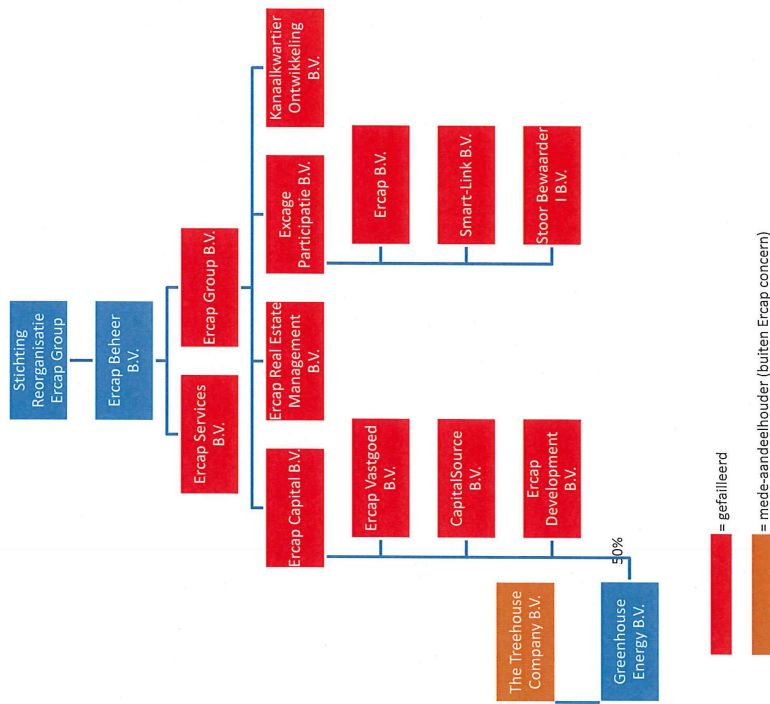 Stichting
Reorganisatie
Ercap Group
Ercap Beheer
B.V.
Ercap Services
B.V.
Ercap Group B.V.
Ercap Capital B.V.
Ercap Real Estate
Management
B.V.
Excage
Participatie B.V.
Kanaalkwartier
Ontwikkeling
B.V.
Ercap Vastgoed
B.V.
CapitalSource
B.V.
Ercap
Development
B.V.
Ercap B.V.
Smart-Link B.V.
Stoor Bewaarder
I B.V.
50%
The Treehouse
Company B.V.
Greenhouse
Energy B.V.
= gefailleerd
= mede-aandeelhouder (buiten Ercap concern)